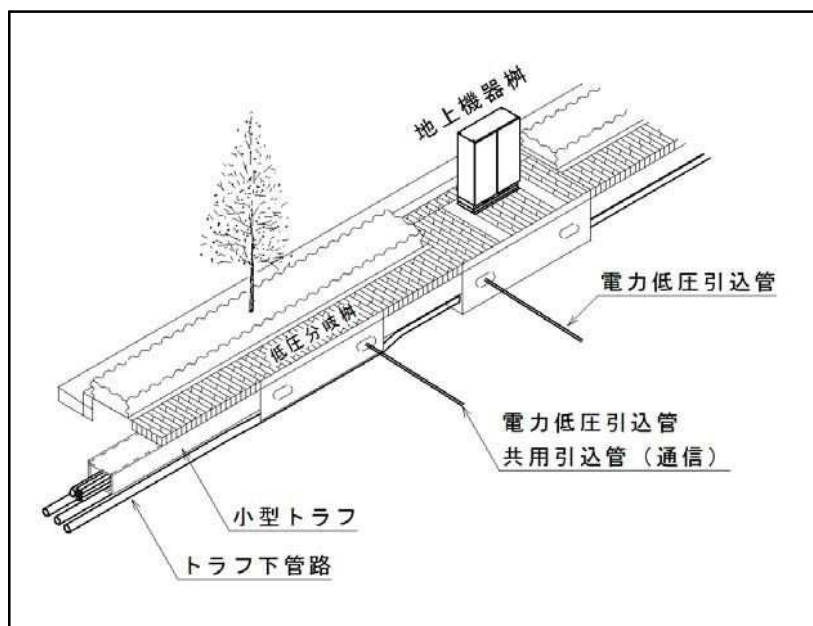 地上機器桝
電力低圧引込管
低圧分岐桝
電力低圧引込管
共用引込管（通信）
小型トラフ
トラフ下管路